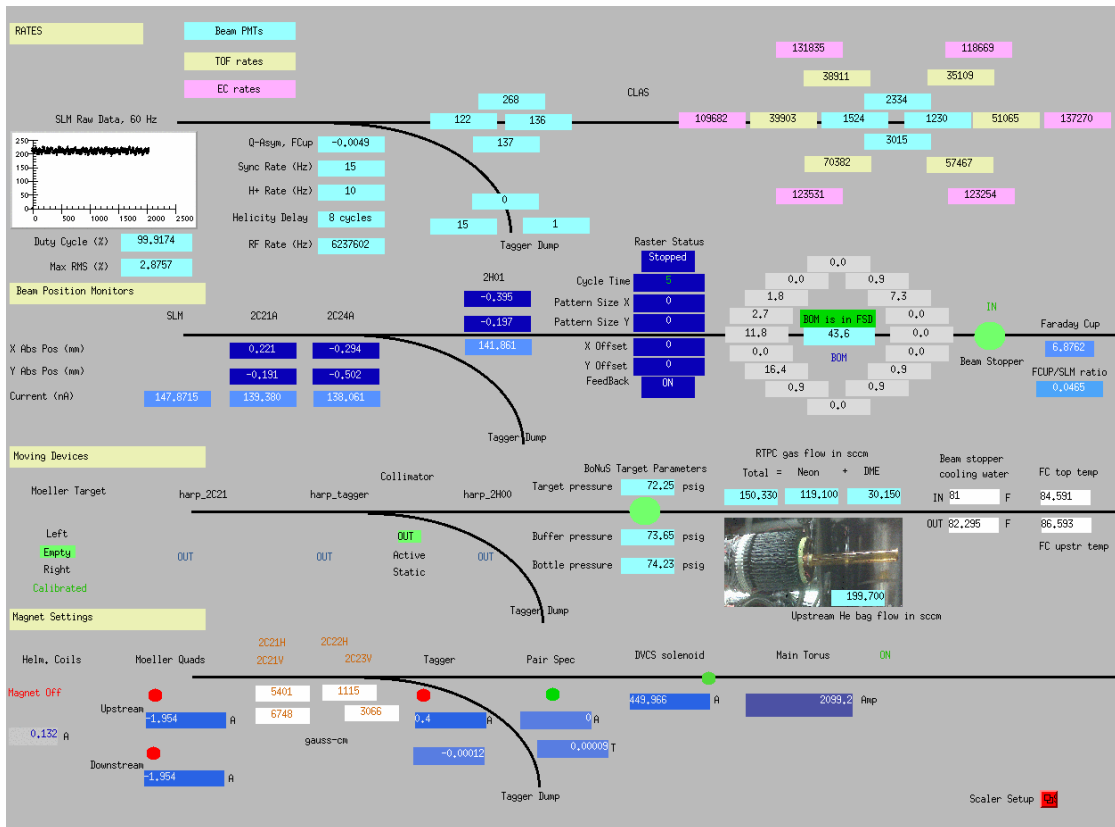 RATES
Beam PMTs
TOF rates
EC rates
CLAS
131835 118669
38911 35109
268 2334
SLM Raw Data, 60 Hz
122 136 109682 39903 1524 1230 51065 137270
250
200
150
100
50
0
0 500 1000 1500 2000 2500
Q-Asym, FCup -0.0049 137 3015
Sync Rate (Hz) 15 70382 57467
H+ Rate (Hz) 10 0 123531 123254
Helicity Delay 8 cycles 15 1
RF Rate (Hz) 6237602 Tagger Dump
Duty Cycle (%) 99.9174
Max RMS (%) 2.8757
Raster Status
Stopped
Cycle Time 5
Pattern Size X 0
Pattern Size Y 0
X Offset 0
Y Offset 0
FeedBack ON
0.0
0.0 0.9
1.8 7.3
2.7 BOM is in FSD 0.0
11.8 43.6 0.0
0.0 BOM 0.0
16.4 0.9
0.9 0.9
0.0
IN
Beam Stopper
Faraday Cup
6.8762
FCUP/SLM ratio
0.0465
Beam Position Monitors
SLM 2C21A 2C24A 2H01
-0.395
-0.197
141.861
X Abs Pos (mm) 0.221 -0.294
Y Abs Pos (mm) -0.191 -0.502
Current (nA) 147.8715 139.380 138.061
Tagger Dump
Moving Devices
Moeller Target harp_2C21 harp_tagger Collimator harp_2H00
Left
Empty
Right
Calibrated
OUT OUT OUT OUT
Active
Static
Tagger Dump
BoNuS Target Parameters
Target pressure 72.25 psig
Buffer pressure 73.65 psig
Bottle pressure 74.23 psig
RTPC gas flow in sccm
Total = Neon + DME
150.330 119.100 30.150
199.700
Upstream He bag flow in sccm
Beam stopper
cooling water
IN 81 F
OUT 82.295 F
FC top temp
84.591
86.593
FC upstr temp
Magnet Settings
Helm. Coils Moeller Quads
Magnet Off
0.132 A
Upstream -1.954 A
Downstream -1.954 A
2C21H 2C22H
2C21V 2C23V
5401 1115
6748 3066
gauss-cm
Tagger
0.4 A
-0.00012
Tagger Dump
Pair Spec
0 A
0.00009 T
DVCS solenoid
449.966 A
Main Torus ON
2099.2 Amp
Scaler Setup